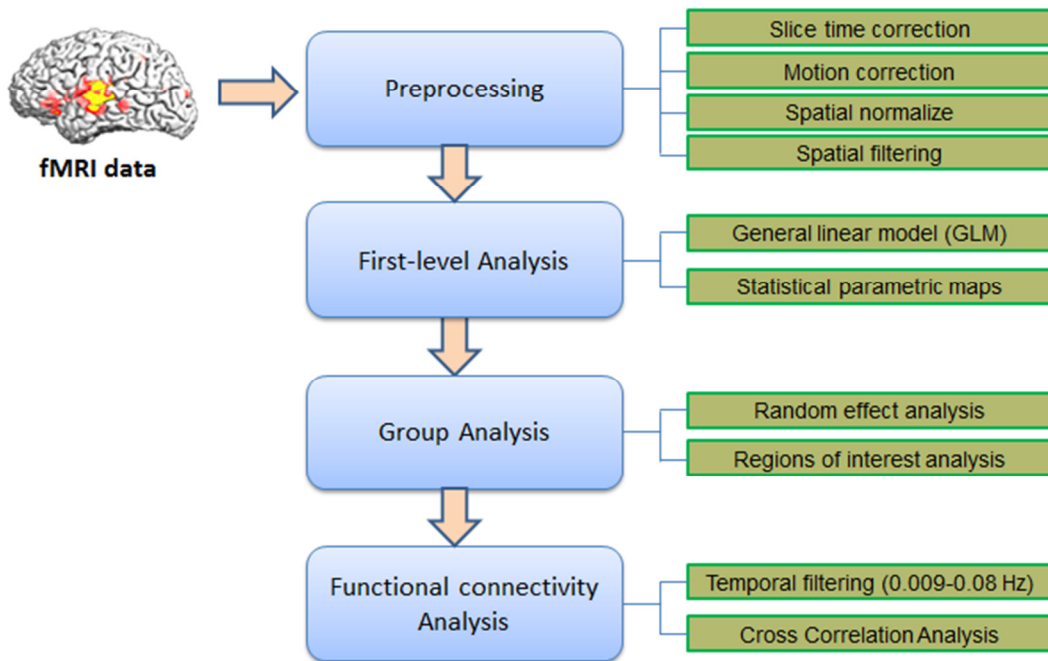 fMRI data
Preprocessing
Slice time correction
Motion correction
Spatial normalize
Spatial filtering
First-level Analysis
General linear model (GLM)
Statistical parametric maps
Group Analysis
Random effect analysis
Regions of interest analysis
Functional connectivity
Analysis
Temporal filtering (0.009-0.08 Hz)
Cross Correlation Analysis